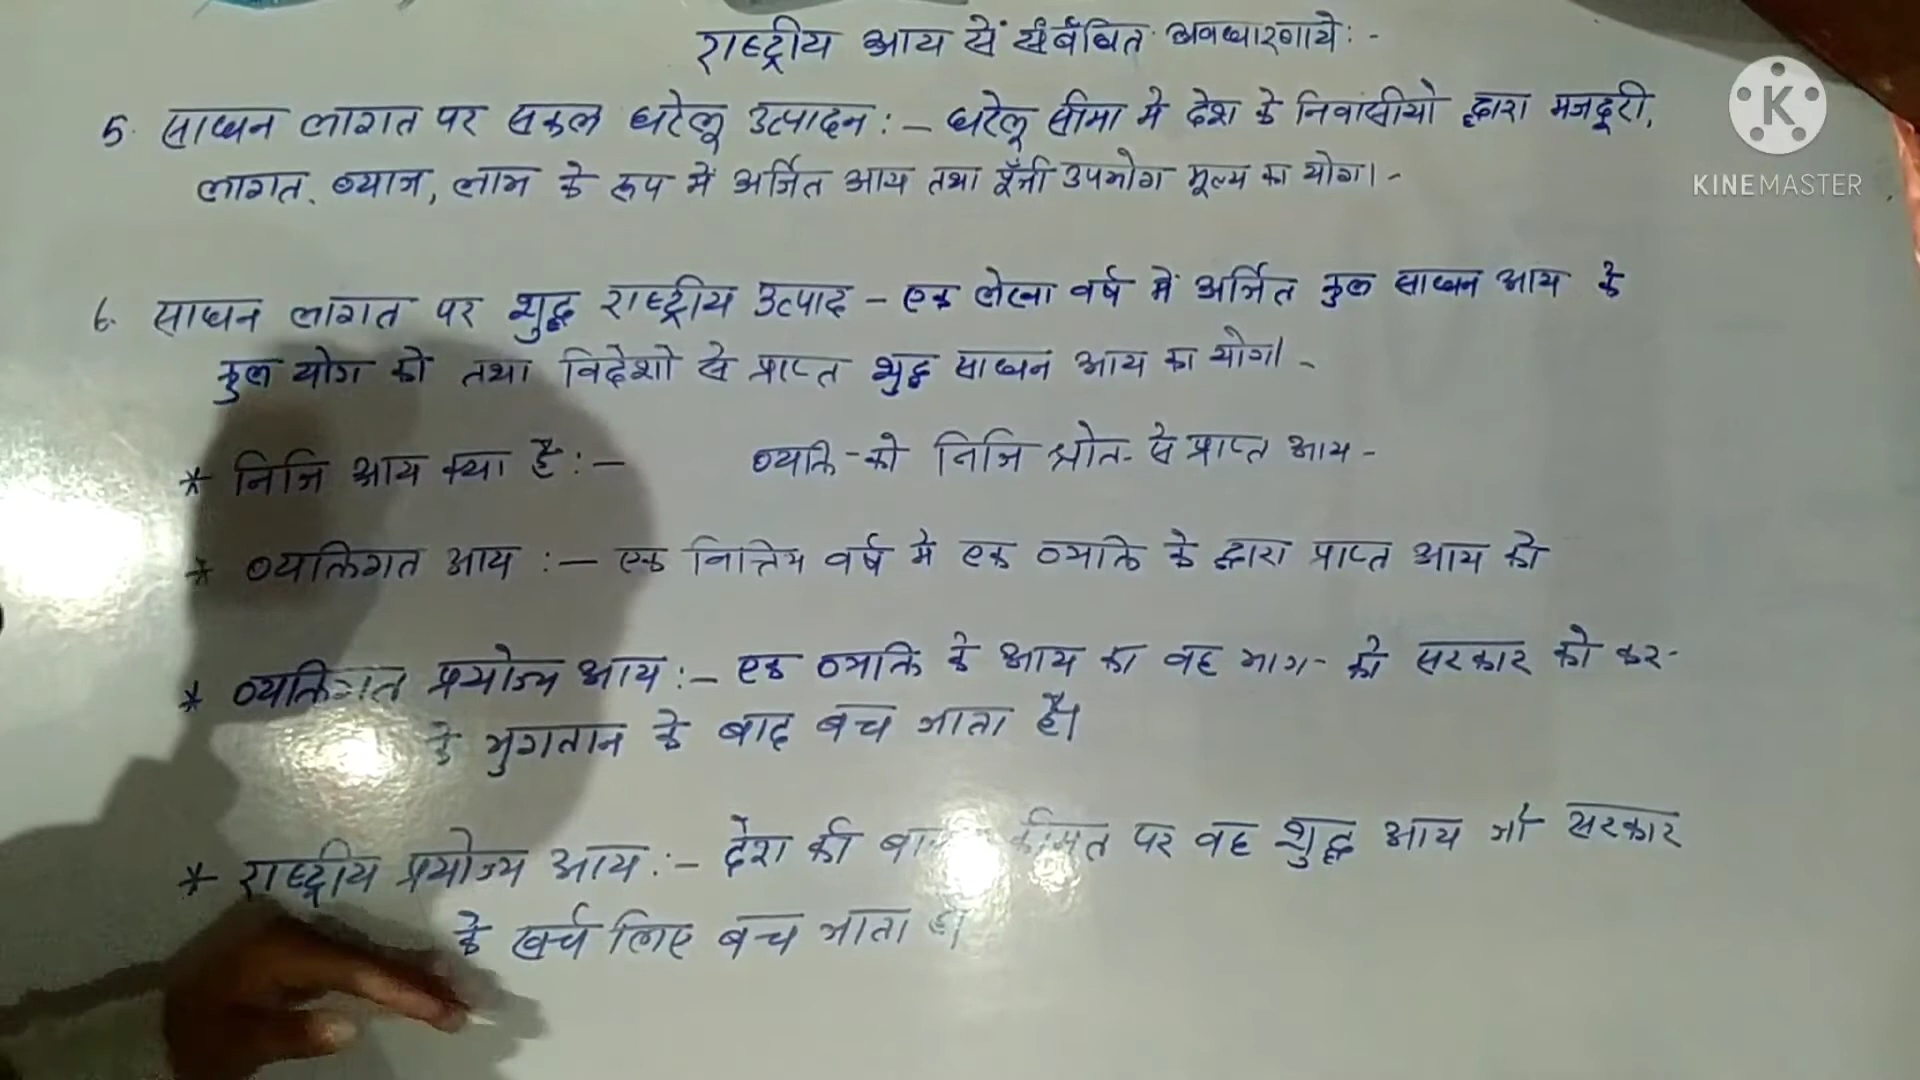 राष्ट्रीय आय से संबंधित अवधारणाये :-
5. साधन लागत पर सकल घरेलू उत्पादन :- घरेलू सीमा मे देश के निवासीयो द्वारा मजदूरी,
लागत, ब्याज, लाभ के रूप में अर्जित आय तथा पूँजी उपभोग मूल्य का योग। -
6. साधन लागत पर शुद्ध राष्ट्रीय उत्पाद - एक लेखा वर्ष में अर्जित कुल साधन आय के
कुल योग को तथा विदेशो से प्राप्त शुद्ध साधन आय का योग। -
* निजि आय क्या है :- व्यक्ति - को निजि श्रोत - से प्राप्त आय -
* व्यक्तिगत आय :- एक वित्तिय वर्ष मे एक व्यक्ति के द्वारा प्राप्त आय को
* व्यक्तिगत प्रयोज्य आय :- एक व्यक्ति के आय का वह भाग - को सरकार को कर -
के भुगतान के बाद बच जाता है।
* राष्ट्रीय प्रयोज्य आय :- देश की कीमत पर वह शुद्ध आय जो सरकार
के खर्च लिए बच जाता
KINEMASTER